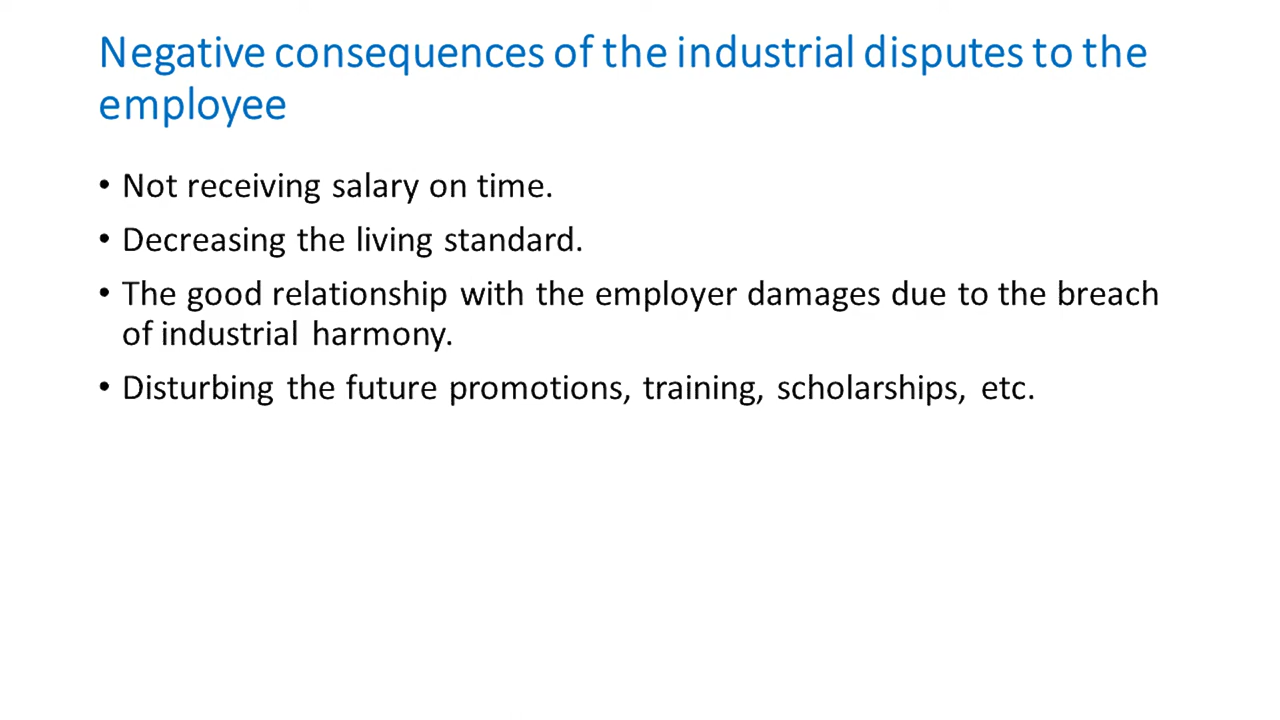 Negative consequences of the industrial disputes to the
employee
• Not receiving salary on time.
• Decreasing the living standard.
• The good relationship with the employer damages due to the breach
of industrial harmony.
• Disturbing the future promotions, training, scholarships, etc.